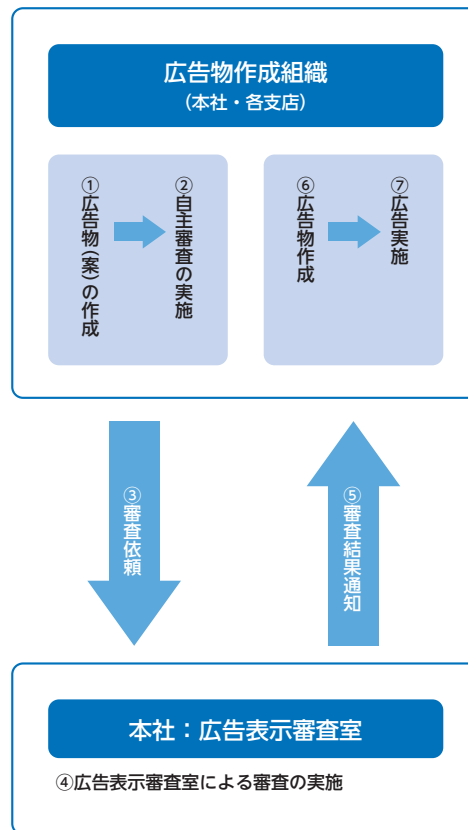 広告物作成組織
（本社・各支店）
①広告物（案）の作成
②自主審査の実施
⑥広告物作成
⑦広告実施
③審査依頼
⑤審査結果通知
本社：広告表示審査室
④広告表示審査室による審査の実施